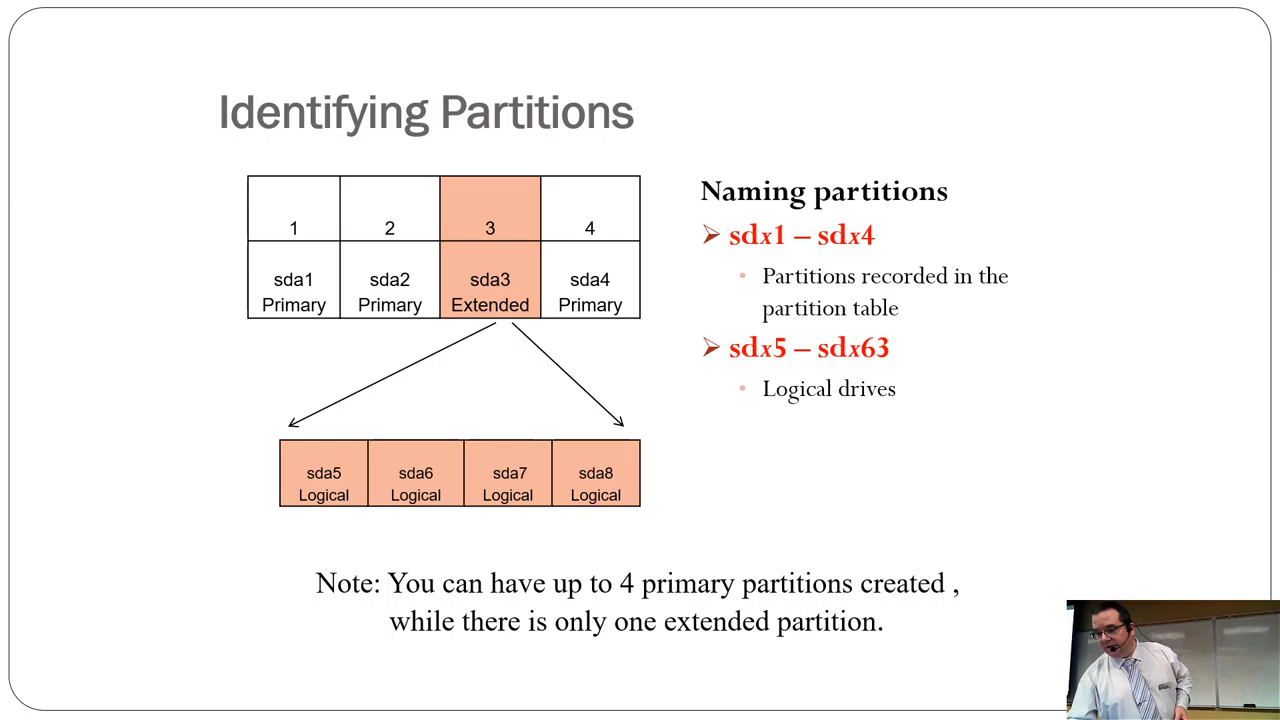 Identifying Partitions
1 2 3 4
sda1 sda2 sda3 sda4
Primary Primary Extended Primary
sda5 sda6 sda7 sda8
Logical Logical Logical Logical
Naming partitions
sdx1 – sdx4
Partitions recorded in the
partition table
sdx5 – sdx63
Logical drives
Note: You can have up to 4 primary partitions created ,
while there is only one extended partition.